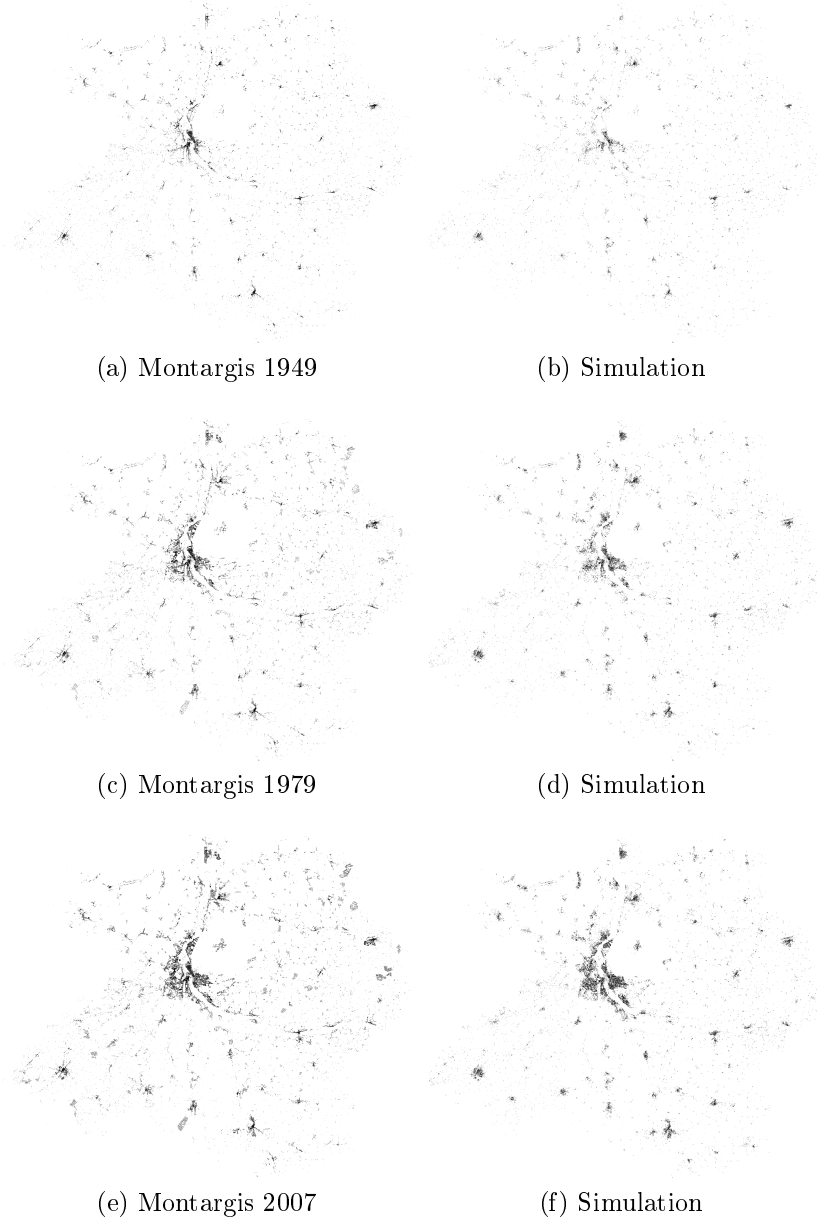 (a) Montargis 1949
(b) Simulation
(c) Montargis 1979
(d) Simulation
(e) Montargis 2007
(f) Simulation